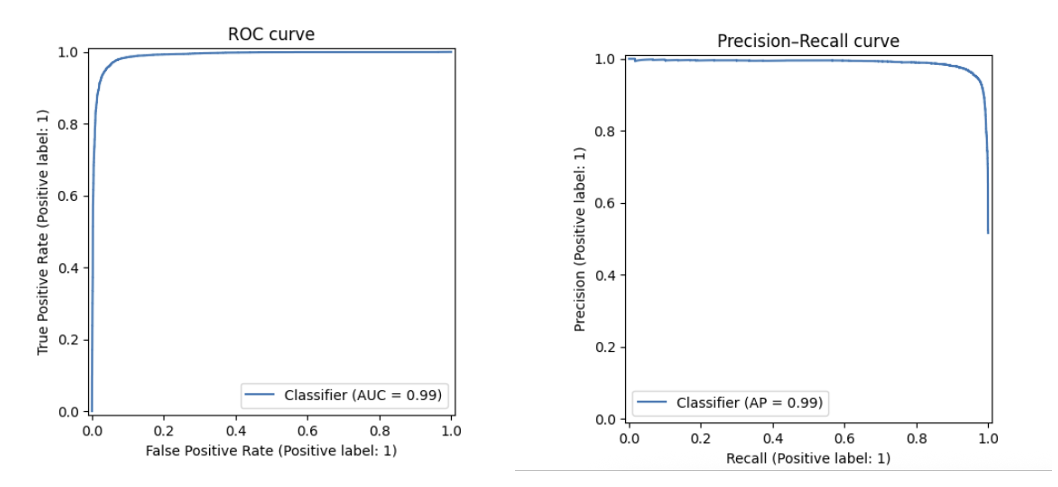 ROC curve
1.0
0.8
0.6
0.4
0.2
0.0
True Positive Rate (Positive label: 1)
Classifier (AUC = 0.99)
0.0 0.2 0.4 0.6 0.8 1.0
False Positive Rate (Positive label: 1)
Precision–Recall curve
1.0
0.8
0.6
0.4
0.2
0.0
Precision (Positive label: 1)
Classifier (AP = 0.99)
0.0 0.2 0.4 0.6 0.8 1.0
Recall (Positive label: 1)